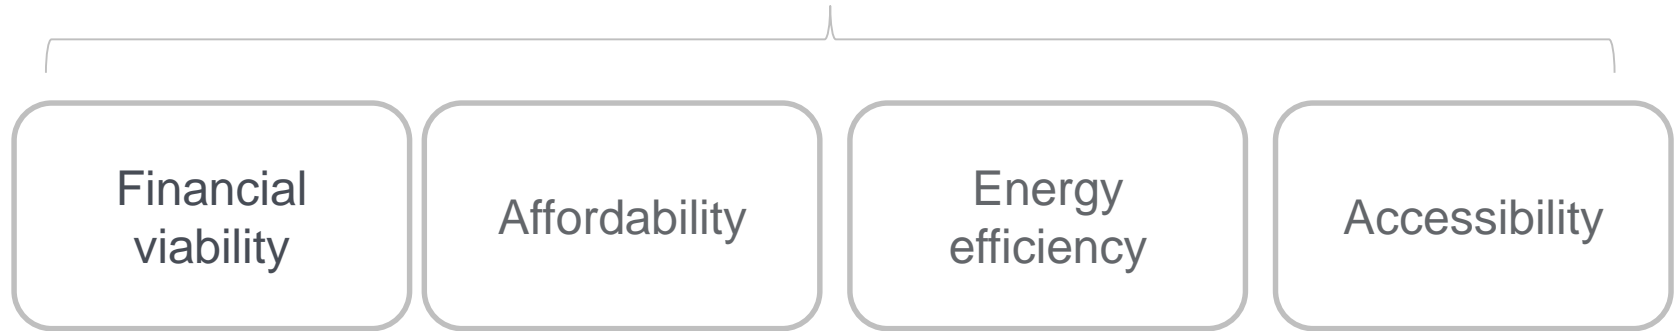 Financial
viability
Affordability
Energy
efficiency
Accessibility